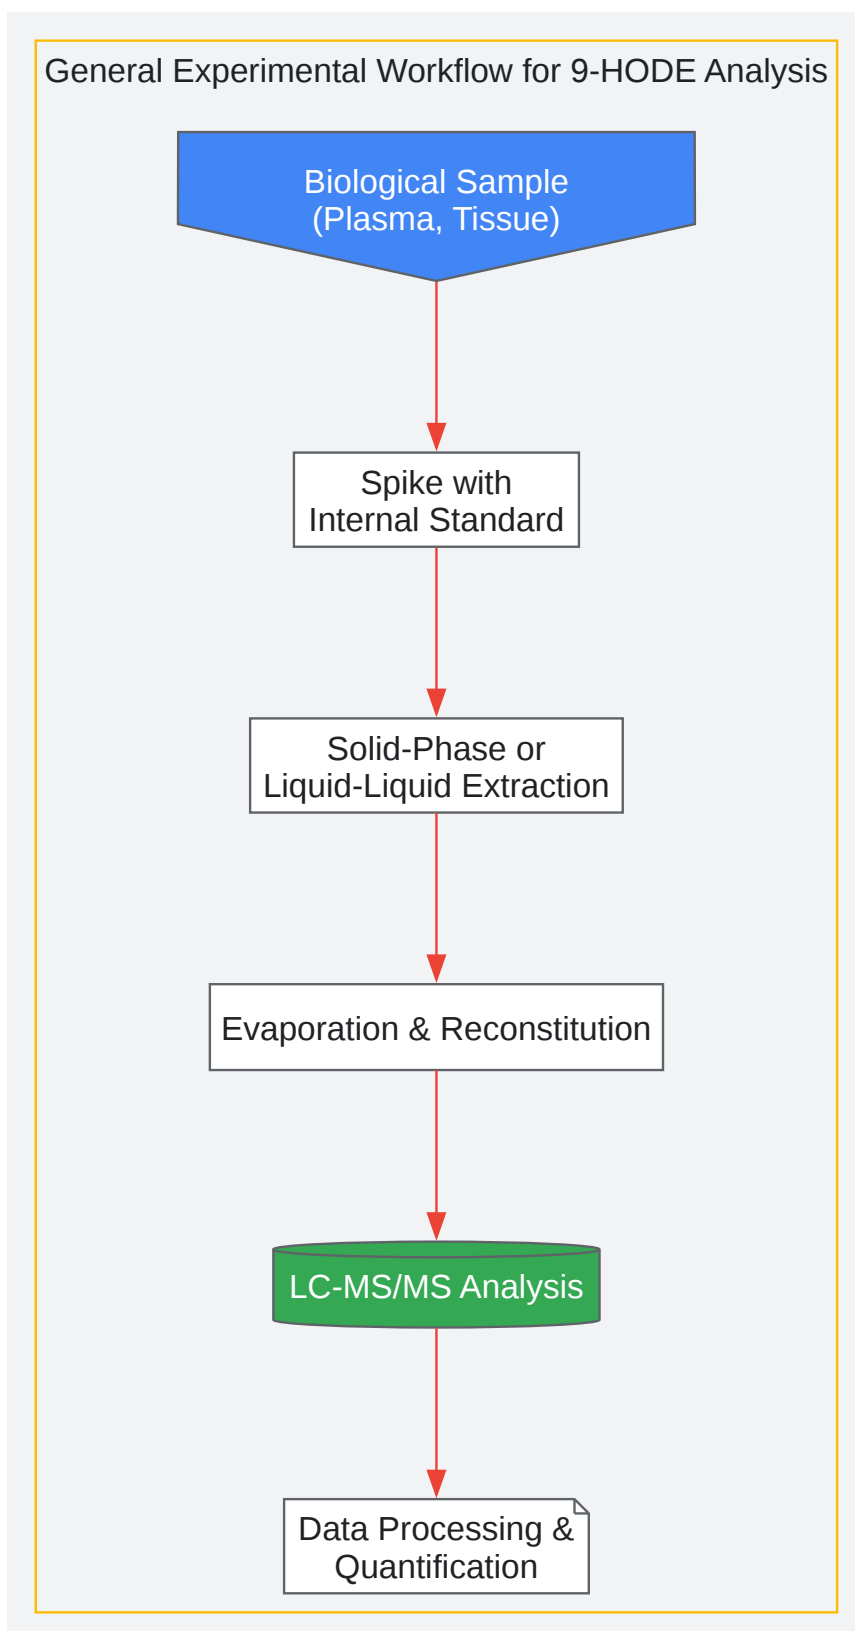 General Experimental Workflow for 9-HODE Analysis
Biological Sample
(Plasma, Tissue)
Spike with
Internal Standard
Solid-Phase or
Liquid-Liquid Extraction
Evaporation & Reconstitution
LC-MS/MS Analysis
Data Processing &
Quantification